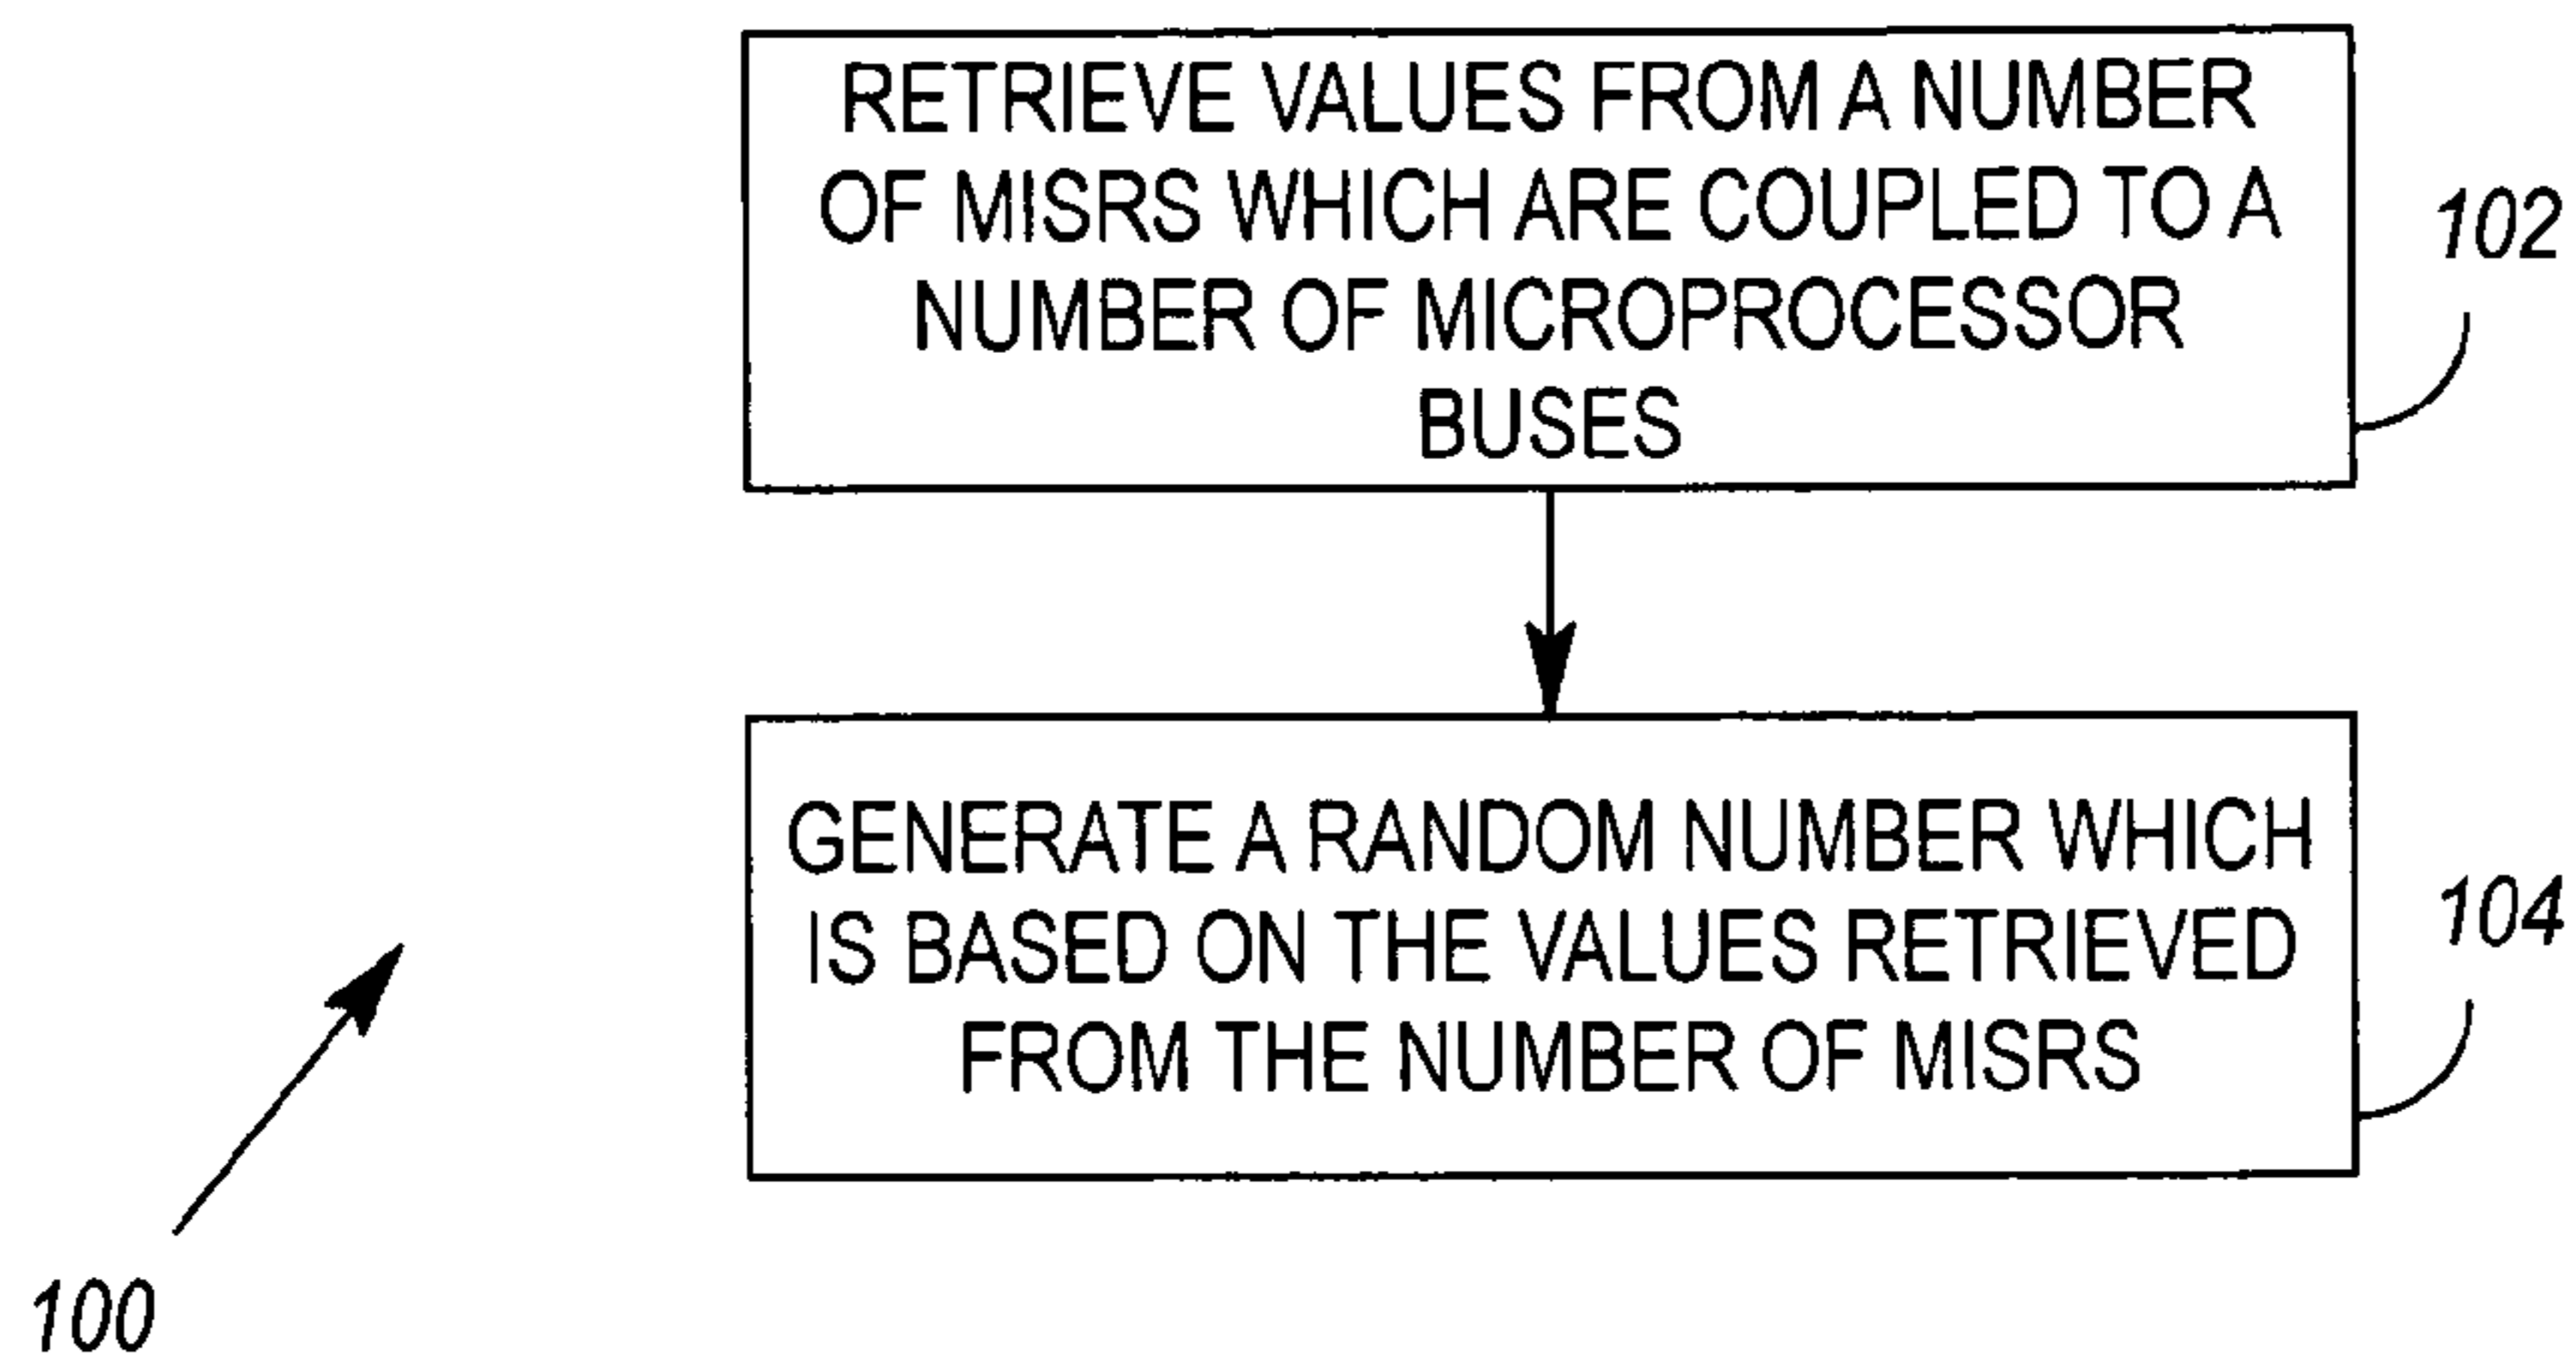 RETRIEVE VALUES FROM A NUMBER
OF MISRS WHICH ARE COUPLED TO A
NUMBER OF MICROPROCESSOR
BUSES
102
GENERATE A RANDOM NUMBER WHICH
IS BASED ON THE VALUES RETRIEVED
FROM THE NUMBER OF MISRS
104
100